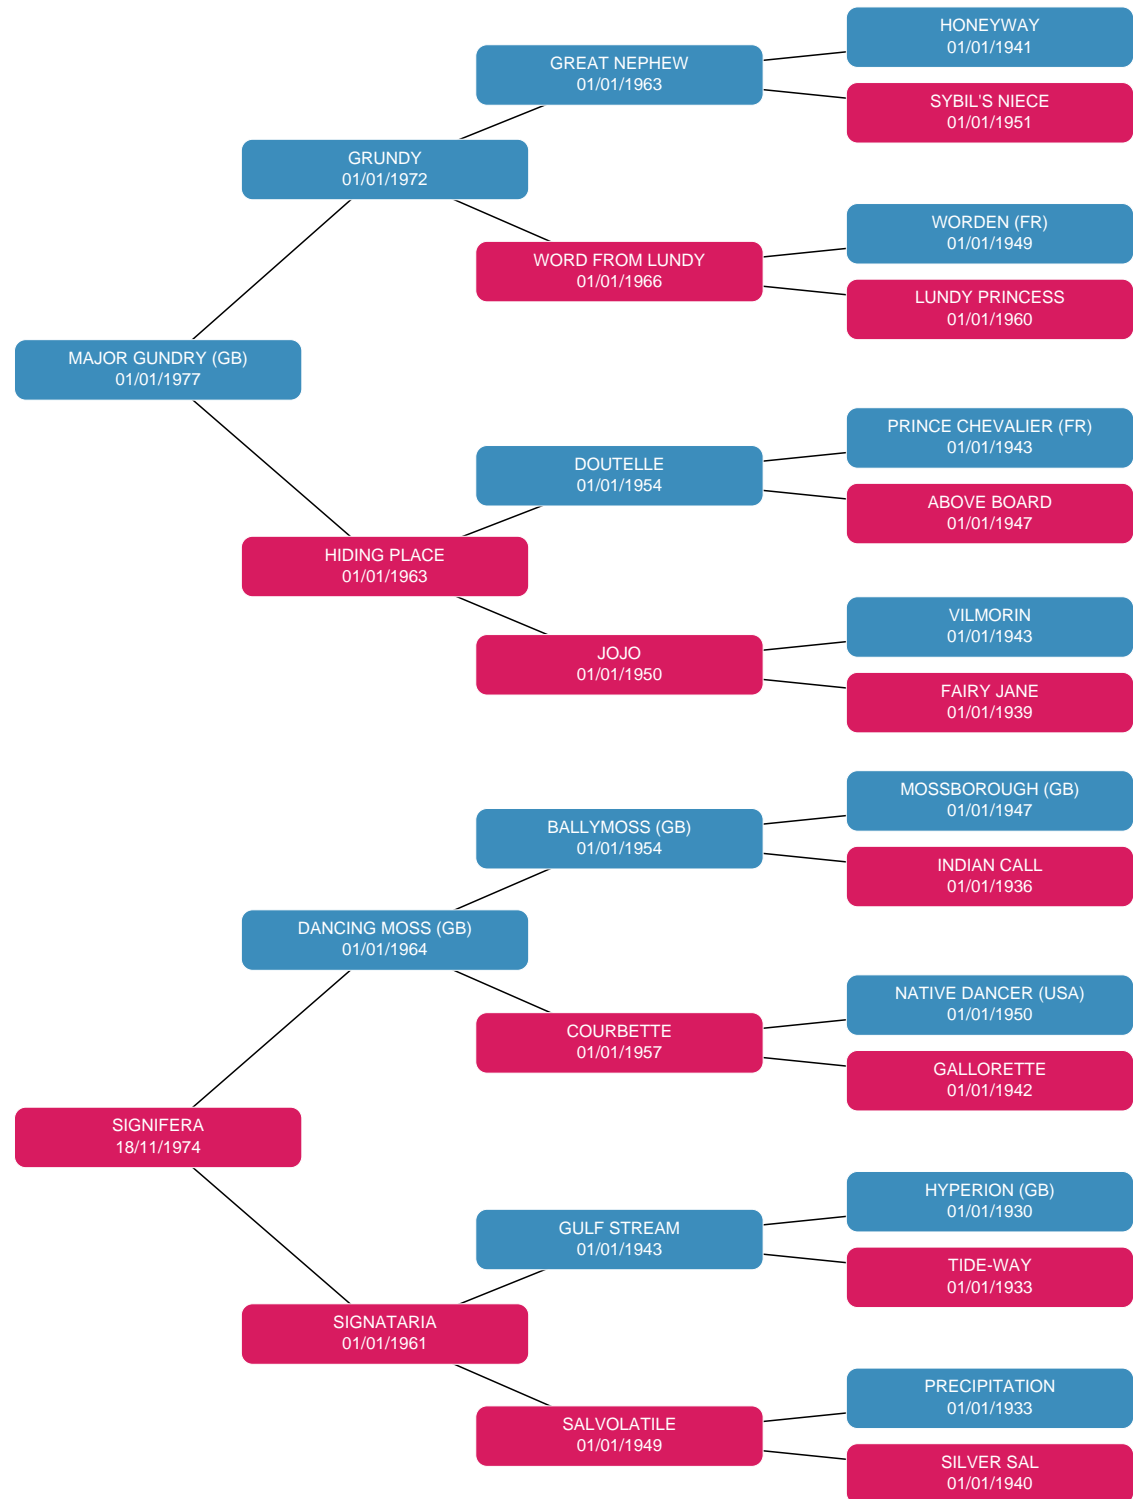 HONEYWAY
01/01/1941
GREAT NEPHEW
01/01/1963
SYBIL'S NIECE
01/01/1951
GRUNDY
01/01/1972
WORDEN (FR)
01/01/1949
WORD FROM LUNDY
01/01/1966
LUNDY PRINCESS
01/01/1960
MAJOR GUNDRY (GB)
01/01/1977
PRINCE CHEVALIER (FR)
01/01/1943
DOUTELLE
01/01/1954
ABOVE BOARD
01/01/1947
HIDING PLACE
01/01/1963
VILMORIN
01/01/1943
JOJO
01/01/1950
FAIRY JANE
01/01/1939
MOSSBOROUGH (GB)
01/01/1947
BALLYMOSS (GB)
01/01/1954
INDIAN CALL
01/01/1936
DANCING MOSS (GB)
01/01/1964
NATIVE DANCER (USA)
01/01/1950
COURBETTE
01/01/1957
GALLORETTE
01/01/1942
SIGNIFERA
18/11/1974
HYPERION (GB)
01/01/1930
GULF STREAM
01/01/1943
TIDE-WAY
01/01/1933
SIGNATARIA
01/01/1961
PRECIPITATION
01/01/1933
SALVOLATILE
01/01/1949
SILVER SAL
01/01/1940